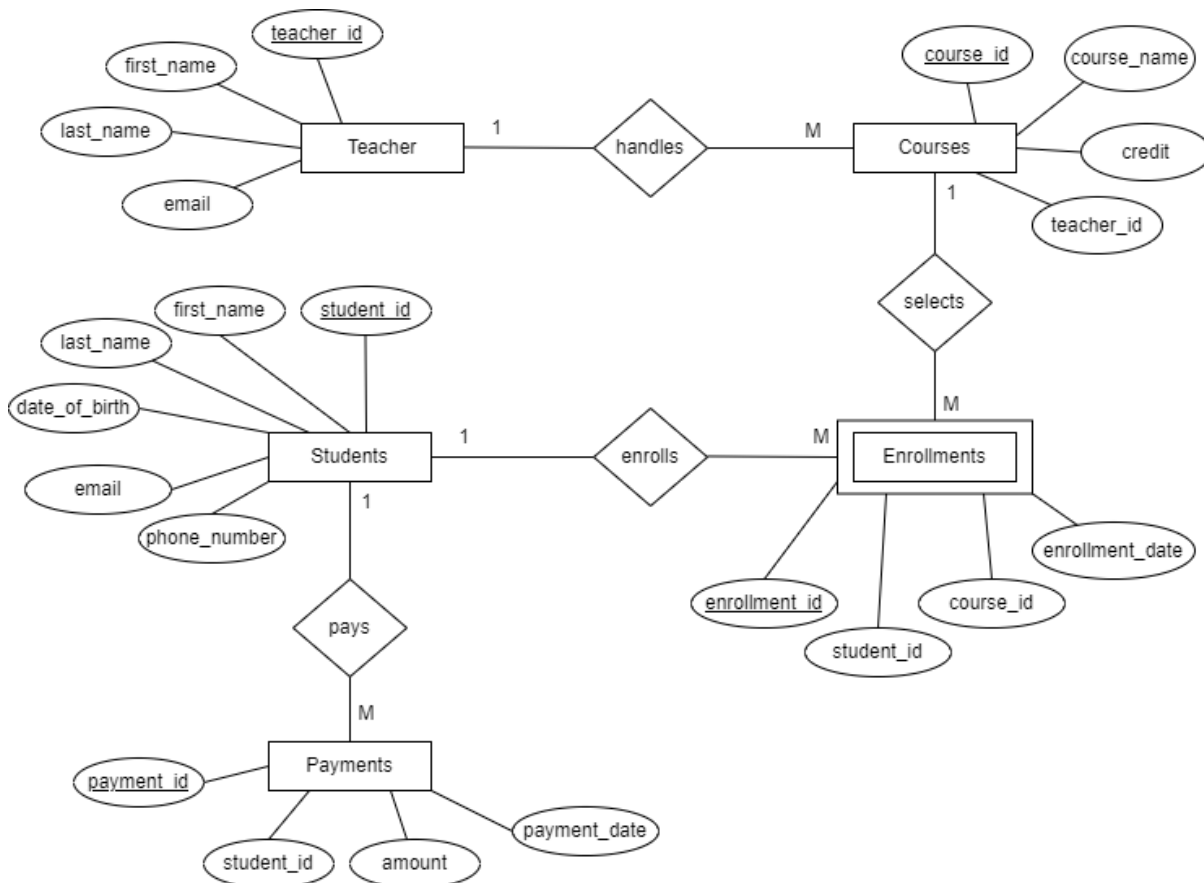 teacher_id
first_name
last_name
email
Teacher
1
handles
M
Courses
course_id
course_name
credit
teacher_id
1
selects
M
first_name
student_id
last_name
date_of_birth
email
phone_number
Students
1
enrolls
M
Enrollments
enrollment_date
enrollment_id
course_id
student_id
1
pays
M
Payments
payment_id
student_id
amount
payment_date